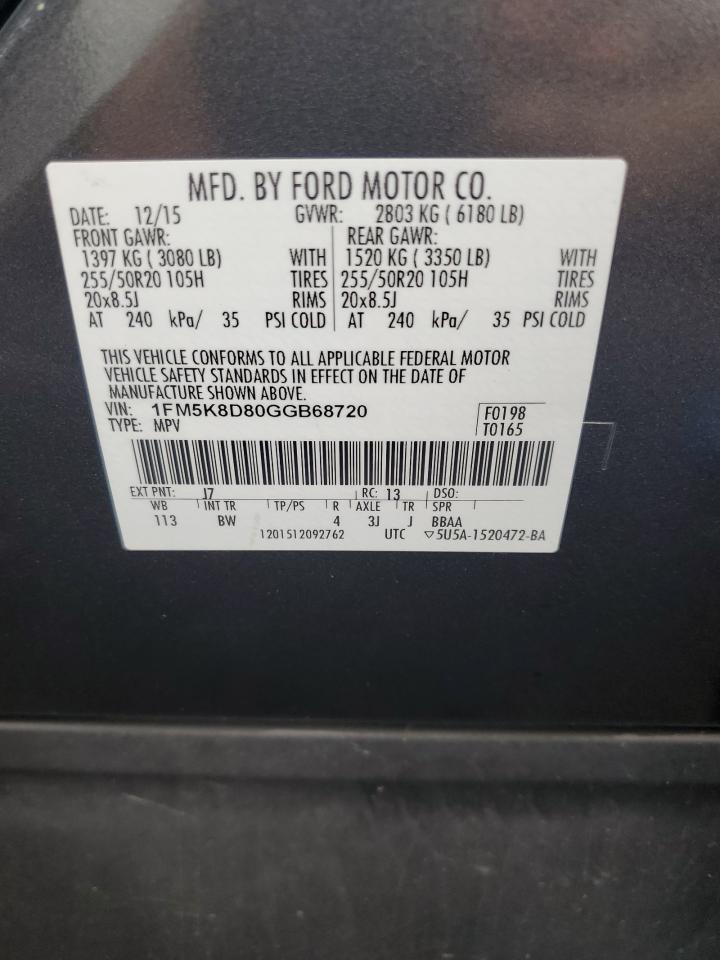 MFD. BY FORD MOTOR CO.
DATE: 12/15 GVWR: 2803 KG ( 6180 LB)
FRONT GAWR: REAR GAWR:
1397 KG ( 3080 LB) WITH 1520 KG ( 3350 LB) WITH
255/50R20 105H TIRES 255/50R20 105H TIRES
20x8.5J RIMS 20x8.5J RIMS
AT 240 kPa/ 35 PSI COLD AT 240 kPa/ 35 PSI COLD
THIS VEHICLE CONFORMS TO ALL APPLICABLE FEDERAL MOTOR
VEHICLE SAFETY STANDARDS IN EFFECT ON THE DATE OF
MANUFACTURE SHOWN ABOVE.
VIN: 1FM5K8D80GGB68720 F0198
TYPE: MPV T0165
EXT PNT: J7 RC: 13 DSO:
WB INT TR TP/PS R AXLE TR SPR
113 BW 4 3J J BBAA
1201512092762 UTC ▽5U5A-1520472-BA